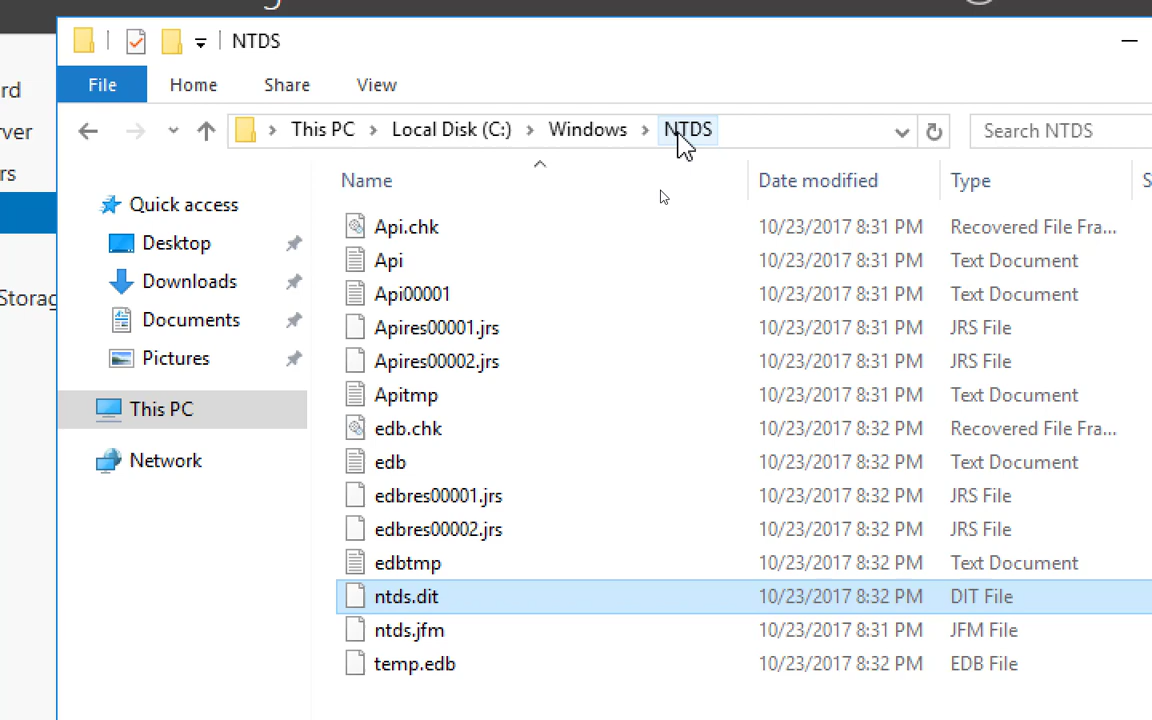 NTDS
File Home Share View
This PC Local Disk (C:) Windows NTDS Search NTDS
Name Date modified Type S
Quick access
Desktop
Downloads
Documents
Pictures
This PC
Network
Api.chk 10/23/2017 8:31 PM Recovered File Fra...
Api 10/23/2017 8:31 PM Text Document
Api00001 10/23/2017 8:31 PM Text Document
Apires00001.jrs 10/23/2017 8:31 PM JRS File
Apires00002.jrs 10/23/2017 8:31 PM JRS File
Apitmp 10/23/2017 8:31 PM Text Document
edb.chk 10/23/2017 8:32 PM Recovered File Fra...
edb 10/23/2017 8:32 PM Text Document
edbres00001.jrs 10/23/2017 8:32 PM JRS File
edbres00002.jrs 10/23/2017 8:32 PM JRS File
edbtmp 10/23/2017 8:32 PM Text Document
ntds.dit 10/23/2017 8:32 PM DIT File
ntds.jfm 10/23/2017 8:31 PM JFM File
temp.edb 10/23/2017 8:32 PM EDB File
rd
rver
rs
Storag